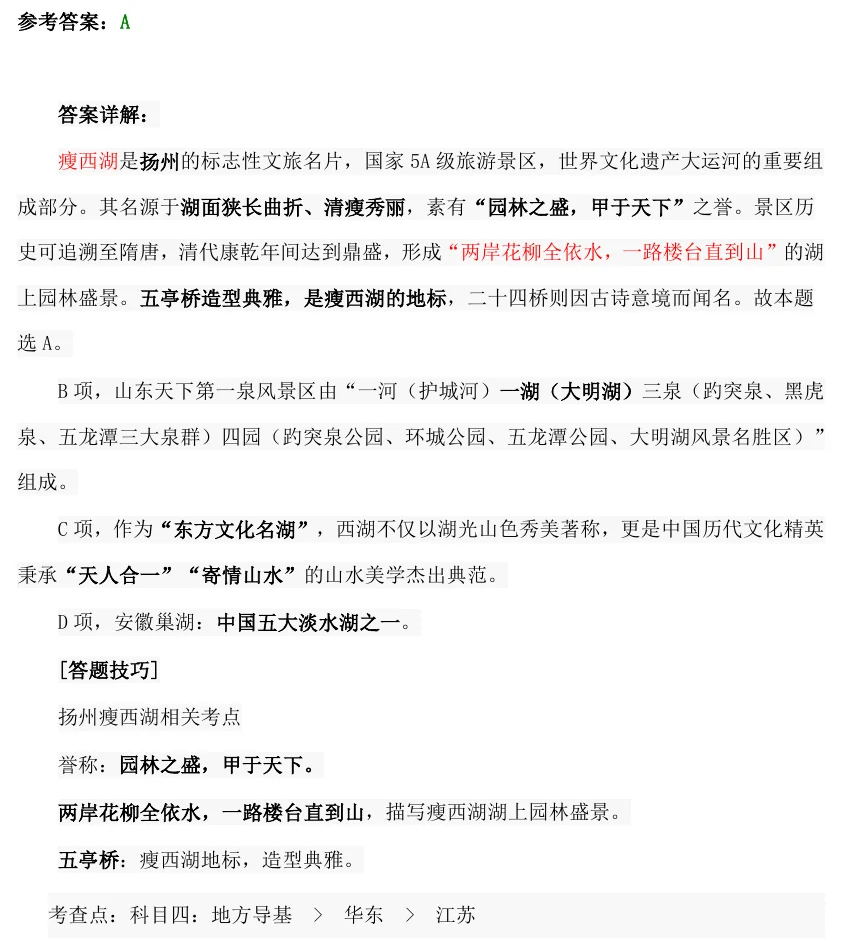 参考答案：A
答案详解：
瘦西湖是扬州的标志性文旅名片，国家 5A 级旅游景区，世界文化遗产大运河的重要组
成部分。其名源于湖面狭长曲折、清瘦秀丽，素有“园林之盛，甲于天下”之誉。景区历
史可追溯至隋唐，清代康乾年间达到鼎盛，形成“两岸花柳全依水，一路楼台直到山”的湖
上园林盛景。五亭桥造型典雅，是瘦西湖的地标，二十四桥则因古诗意境而闻名。故本题
选 A。
B 项，山东天下第一泉风景区由“一河（护城河）一湖（大明湖）三泉（趵突泉、黑虎
泉、五龙潭三大泉群）四园（趵突泉公园、环城公园、五龙潭公园、大明湖风景名胜区）”
组成。
C 项，作为“东方文化名湖”，西湖不仅以湖光山色秀美著称，更是中国历代文化精英
秉承“天人合一”“寄情山水”的山水美学杰出典范。
D 项，安徽巢湖：中国五大淡水湖之一。
[答题技巧]
扬州瘦西湖相关考点
誉称：园林之盛，甲于天下。
两岸花柳全依水，一路楼台直到山，描写瘦西湖湖上园林盛景。
五亭桥：瘦西湖地标，造型典雅。
考查点：科目四：地方导基 > 华东 > 江苏